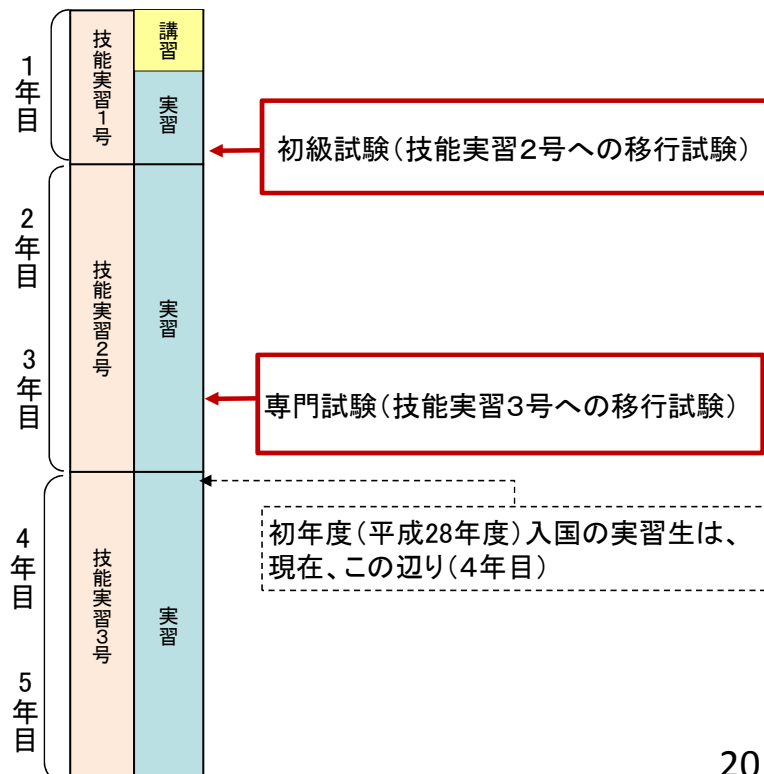 1年目
技能実習1号
講習
実習
初級試験(技能実習2号への移行試験)
2年目
3年目
技能実習2号
実習
専門試験(技能実習3号への移行試験)
初年度(平成28年度)入国の実習生は、
現在、この辺り(4年目)
4年目
5年目
技能実習3号
実習
20